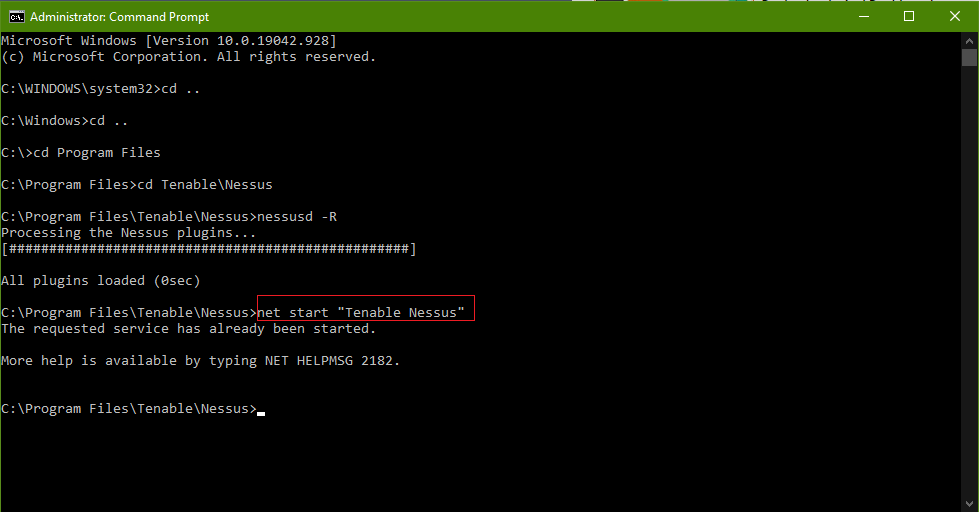 Administrator: Command Prompt
Microsoft Windows [Version 10.0.19042.928]
(c) Microsoft Corporation. All rights reserved.
C:\WINDOWS\system32>cd ..
C:\Windows>cd ..
C:\>cd Program Files
C:\Program Files>cd Tenable\Nessus
C:\Program Files\Tenable\Nessus>nessusd -R
Processing the Nessus plugins...
[##################################################]
All plugins loaded (0sec)
C:\Program Files\Tenable\Nessus>net start "Tenable Nessus"
The requested service has already been started.
More help is available by typing NET HELPMSG 2182.
C:\Program Files\Tenable\Nessus>